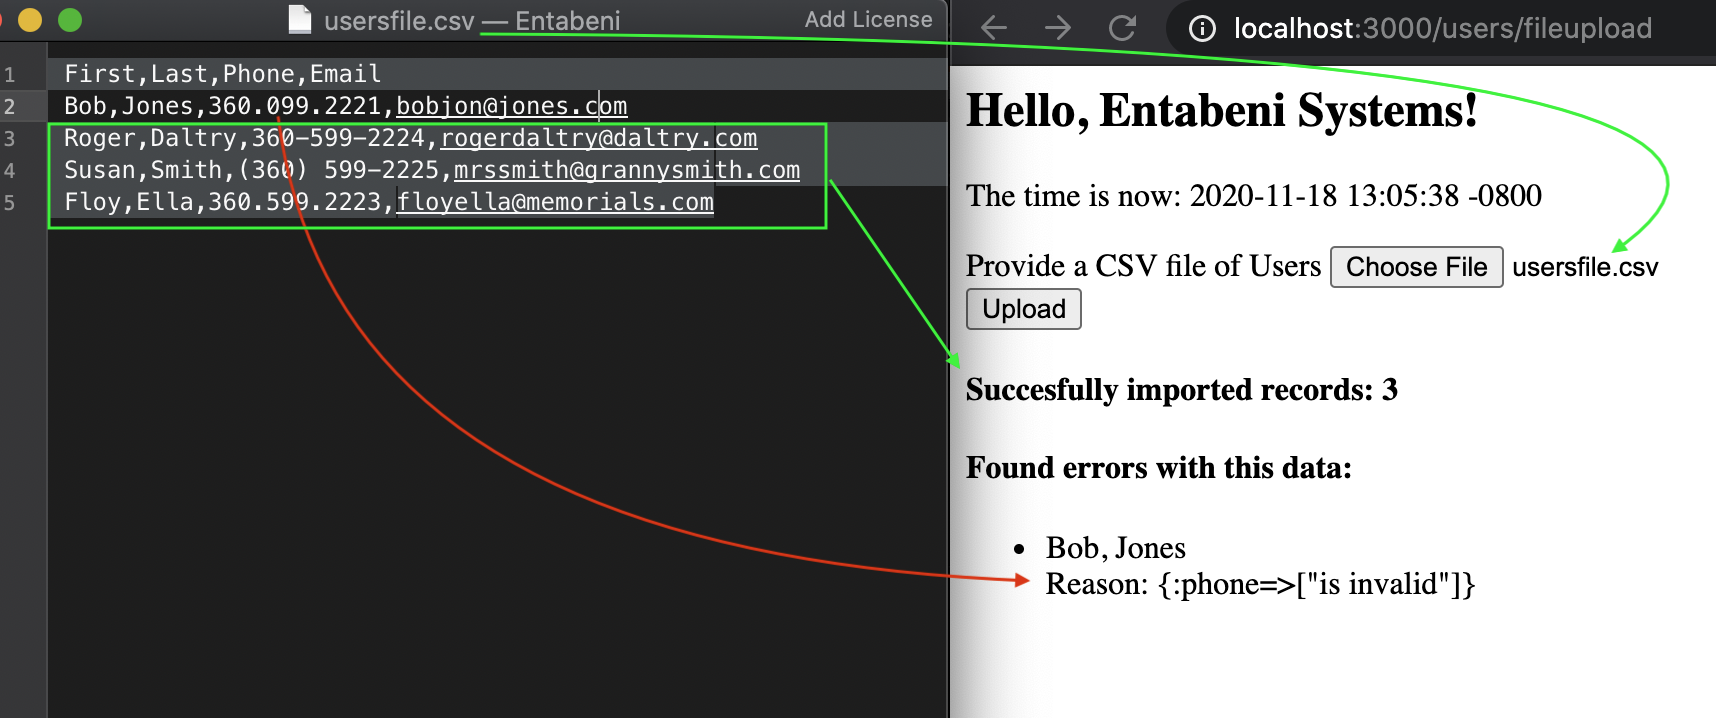 usersfile.csv — Entabeni
Add License
1 First,Last,Phone,Email
2 Bob,Jones,360.099.2221,bobjon@jones.com
3 Roger,Daltry,360-599-2224,rogerdaltry@daltry.com
4 Susan,Smith,(360) 599-2225,mrssmith@grannysmith.com
5 Floy,Ella,360.599.2223,floyella@memorials.com
localhost:3000/users/fileupload
Hello, Entabeni Systems!
The time is now: 2020-11-18 13:05:38 -0800
Provide a CSV file of Users Choose File usersfile.csv
Upload
Succesfully imported records: 3
Found errors with this data:
• Bob, Jones
Reason: {:phone=>["is invalid"]}